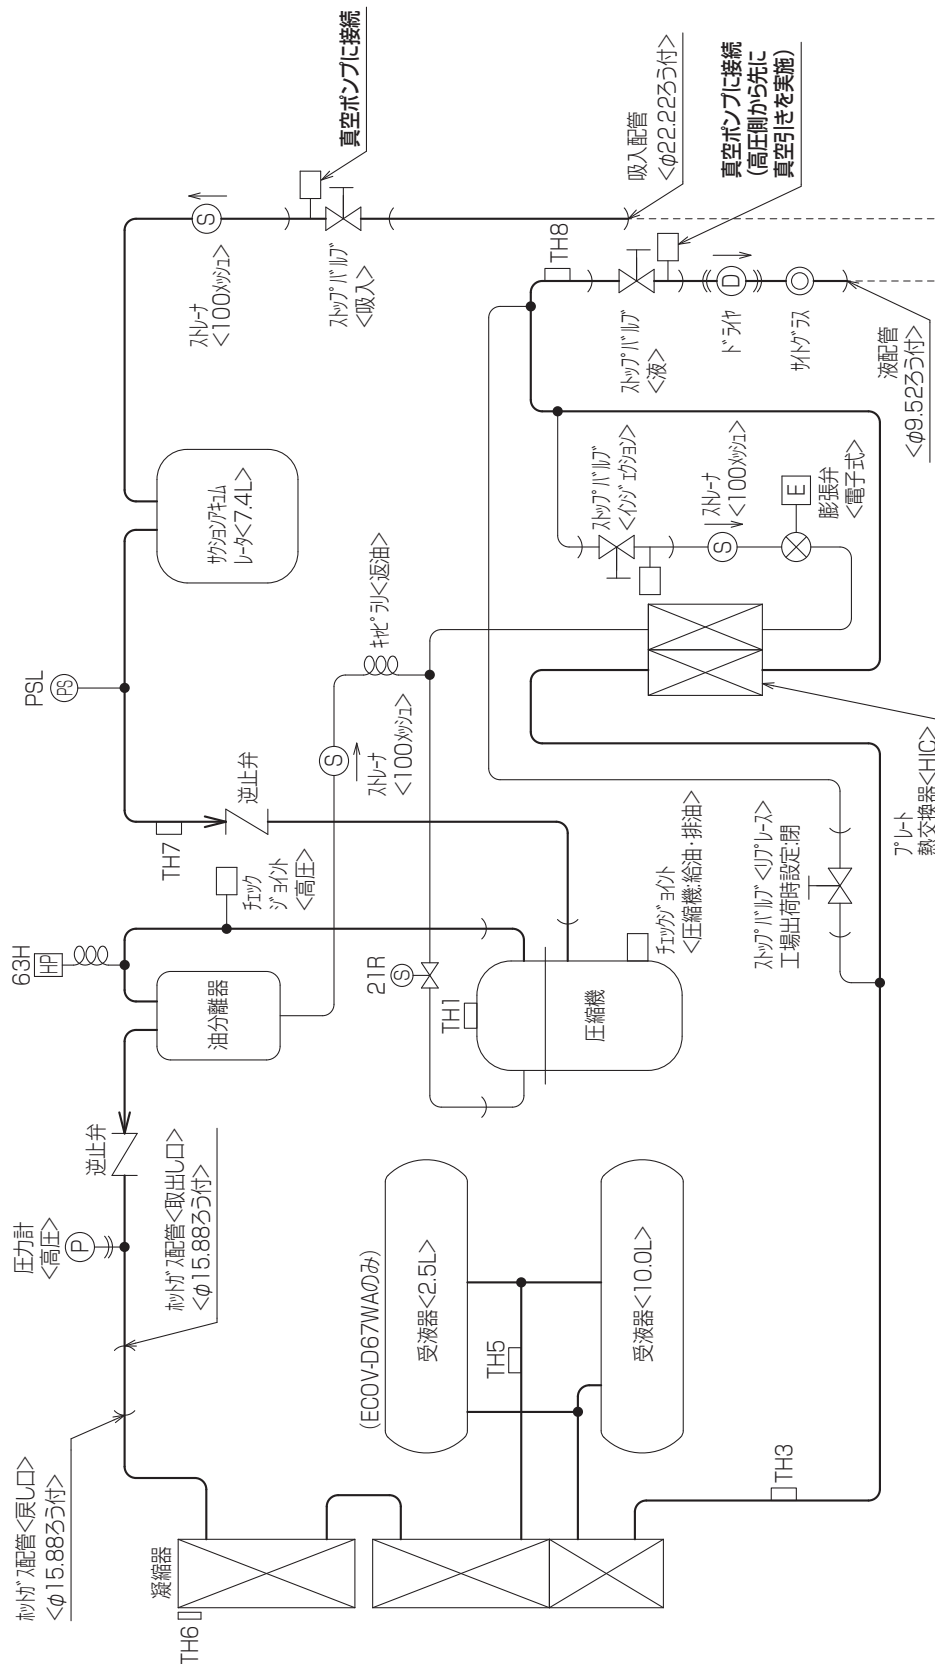 ホットガス配管<戻し口>
<φ15.88ろう付>
圧力計
<高圧>
P
逆止弁
ホットガス配管<取出し口>
<φ15.88ろう付>
63H
HP
油分離器
チェック
ジョイント
<高圧>
TH7
逆止弁
PSL
PS
サクションアキュム
レータ<7.4L>
ストレーナ
<100メッシュ>
S
真空ポンプに接続
ストップバルブ
<吸入>
吸入配管
<φ22.22ろう付>
TH6
凝縮器
(ECOV-D67WAのみ)
受液器<2.5L>
TH5
受液器<10.0L>
TH3
21R
S
TH1
圧縮機
チェックジョイント
<圧縮機:給油・排油>
S
ストレーナ
<100メッシュ>
キャピラリ<返油>
ストップバルブ<リプレース>
工場出荷時設定:閉
プレート
熱交換器<HIC>
ストップバルブ
<インジェクション>
S
ストレーナ
<100メッシュ>
E
膨張弁
<電子式>
TH8
ストップバルブ
<液>
真空ポンプに接続
(高圧側から先に
真空引きを実施)
D
ドライヤ
サイトグラス
液配管
<φ9.52ろう付>